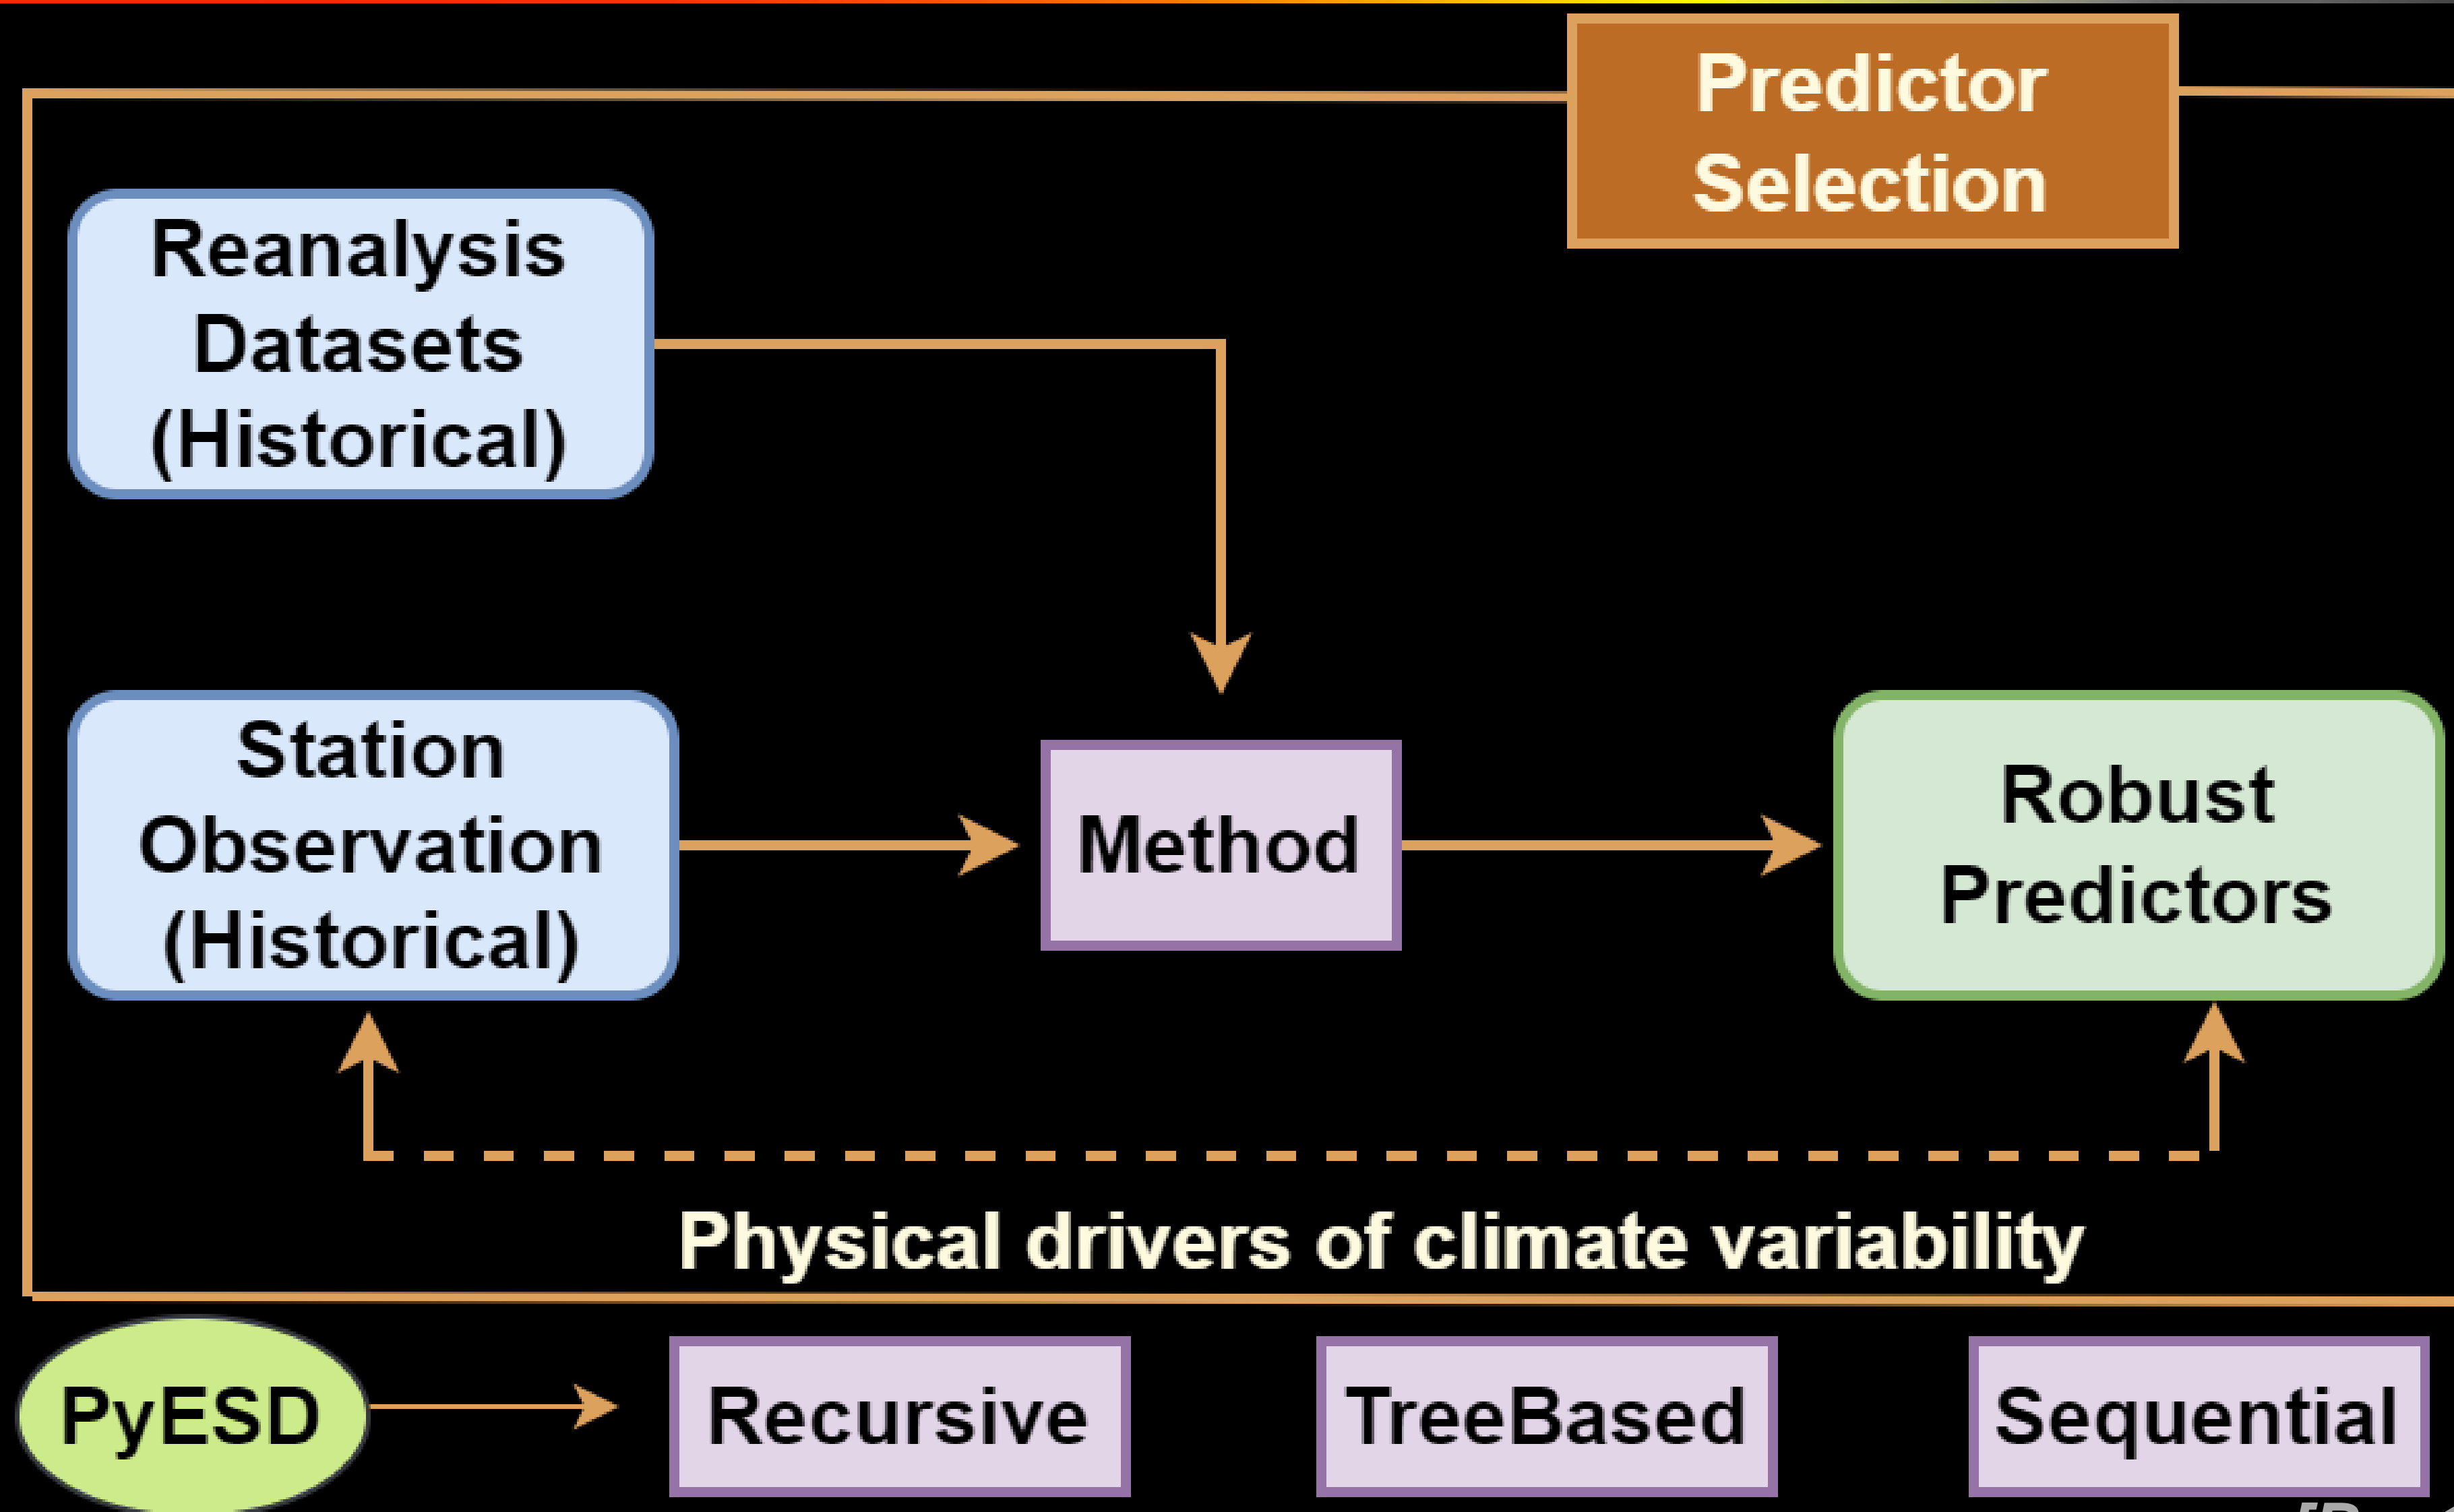 Predictor
Selection
Reanalysis
Datasets
(Historical)
Station
Observation
(Historical)
Method
Robust
Predictors
Physical drivers of climate variability
PyESD
Recursive
TreeBased
Sequential